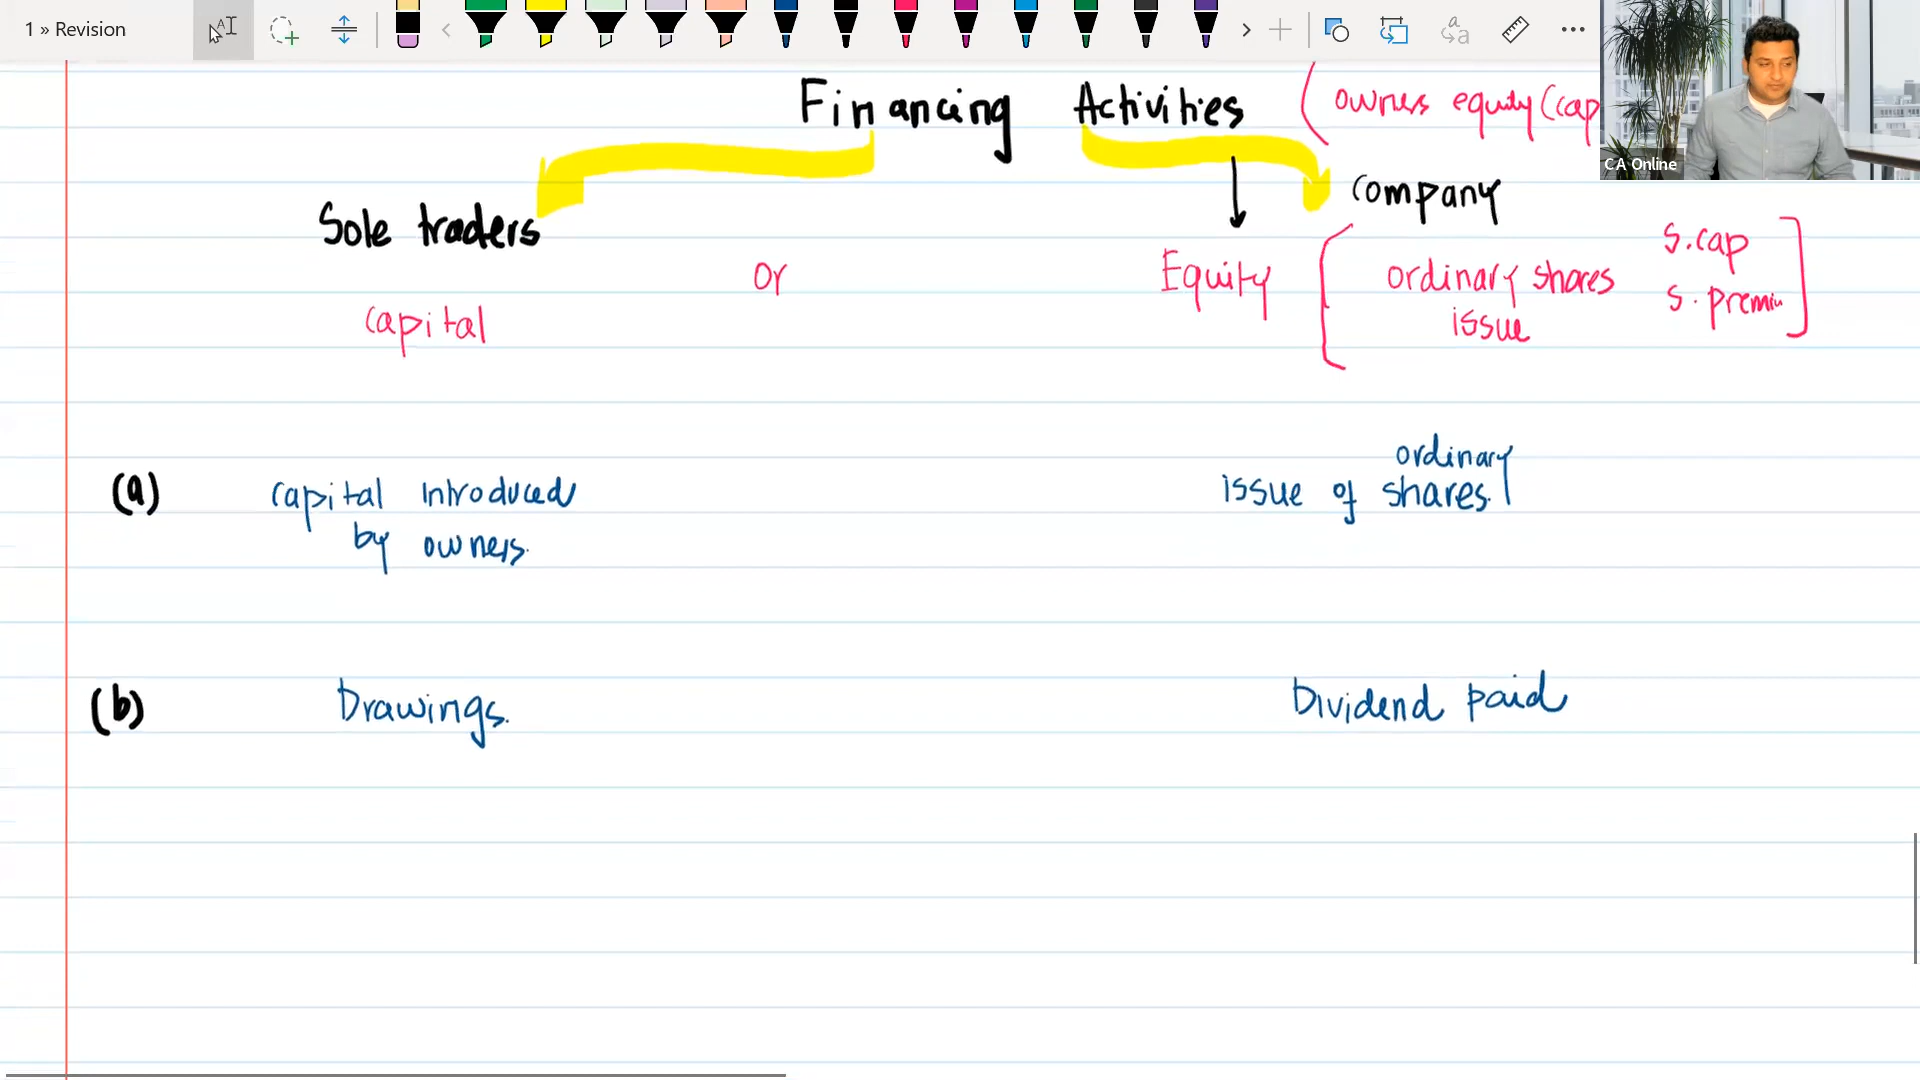 1 » Revision
Financing Activities
(owners equity (cap
CA Online
Sole traders
company
or
Equity
capital
ordinary shares
issue
s.cap
s.premiu
(a)
capital introduced
by owners.
ordinary
issue of shares.
(b)
Drawings.
Dividend paid